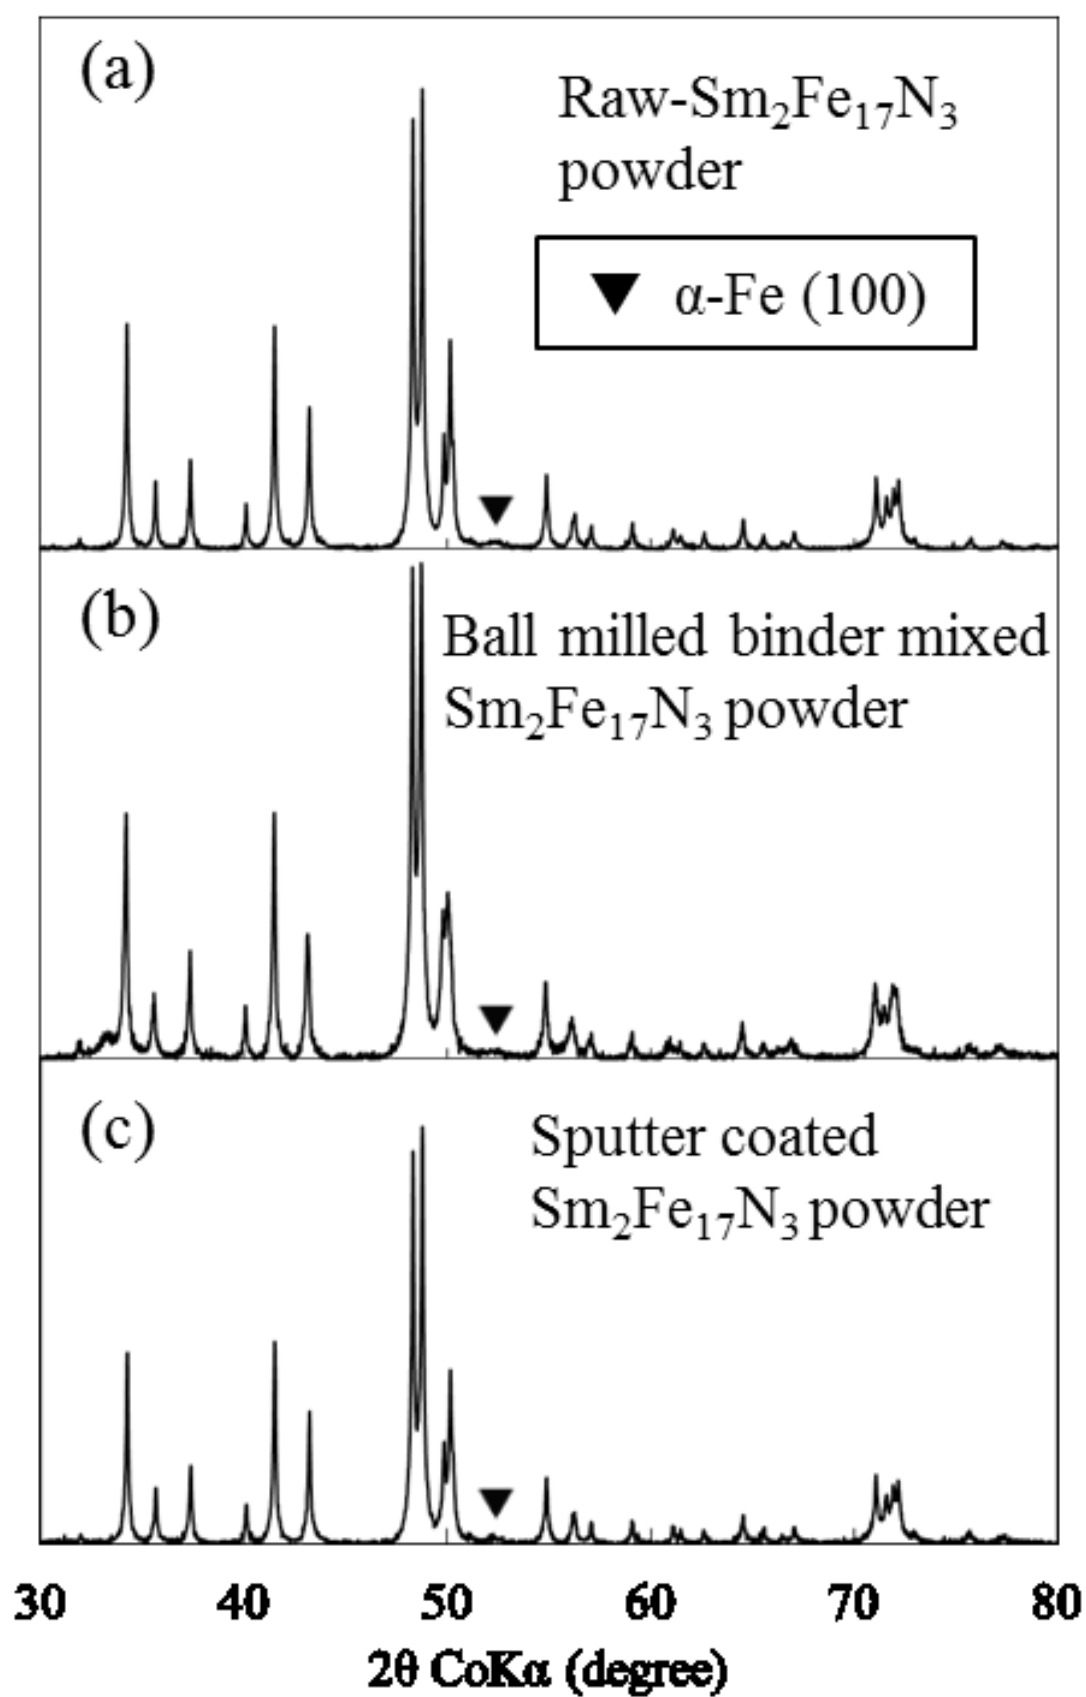 (a)
Raw-Sm₂Fe₁₇N₃
powder
▼ α-Fe (100)
(b)
Ball milled binder mixed
Sm₂Fe₁₇N₃ powder
(c)
Sputter coated
Sm₂Fe₁₇N₃ powder
30 40 50 60 70 80
2θ CoKα (degree)